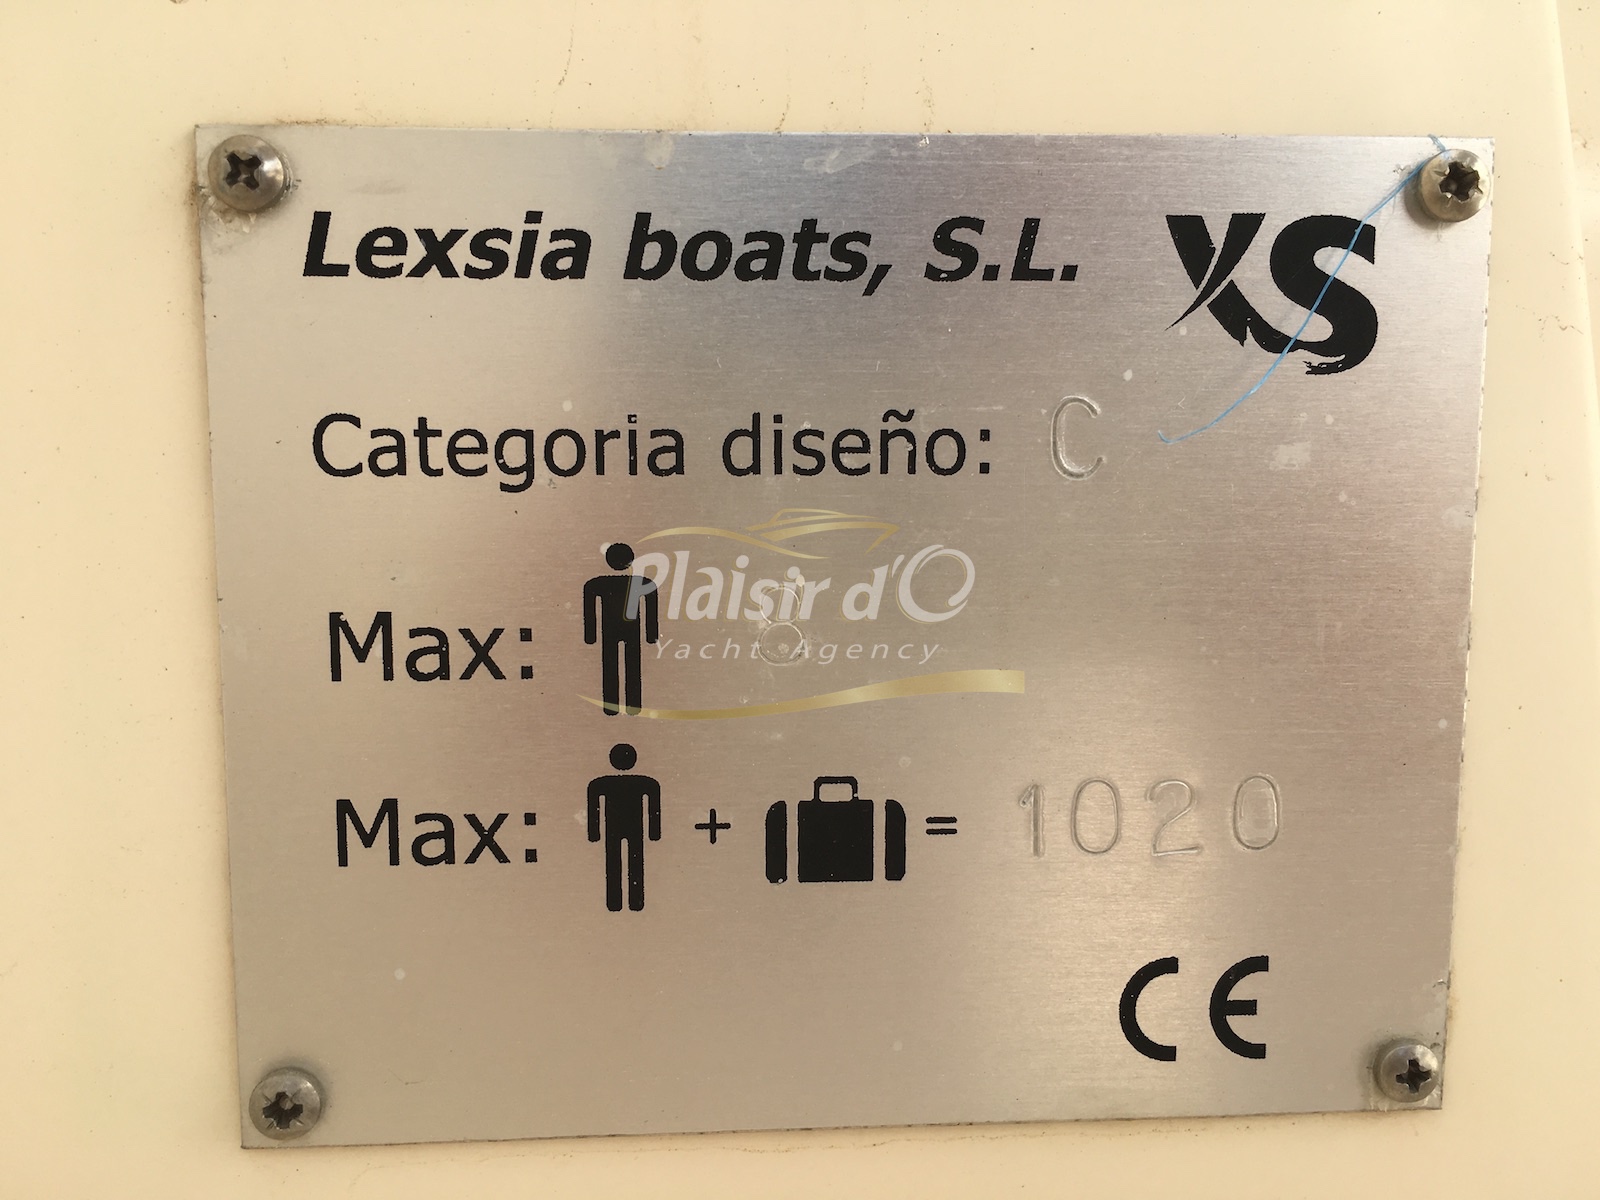 Lexsia boats, S.L. XS
Categoria diseño: C
Plaisir d'O
Max: 8
Yacht Agency
Max: + = 1020
CE